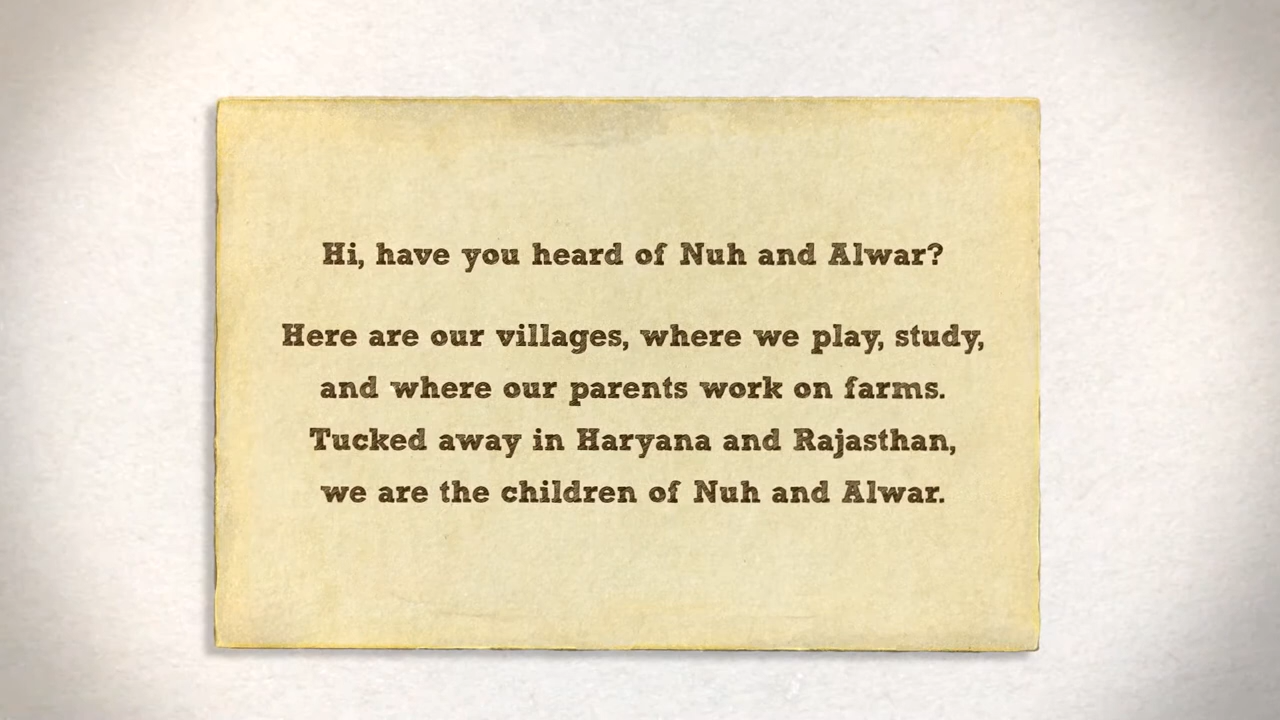 Hi, have you heard of Nuh and Alwar?
Here are our villages, where we play, study,
and where our parents work on farms.
Tucked away in Haryana and Rajasthan,
we are the children of Nuh and Alwar.